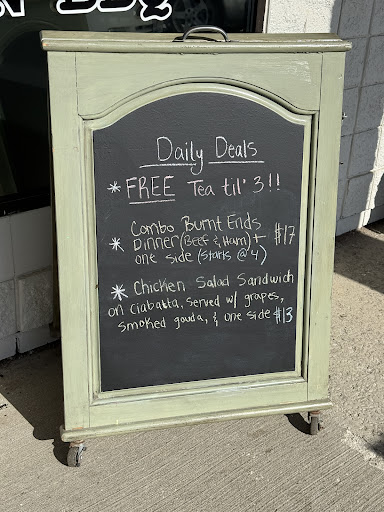 Daily Deals
* FREE Tea til' 3!!
Combo Burnt Ends
* Dinner (Beef & Ham) + $17
one side (starts @ 4)
* Chicken Salad Sandwich
on ciabatta, served w/ grapes,
smoked gouda, & one side $13